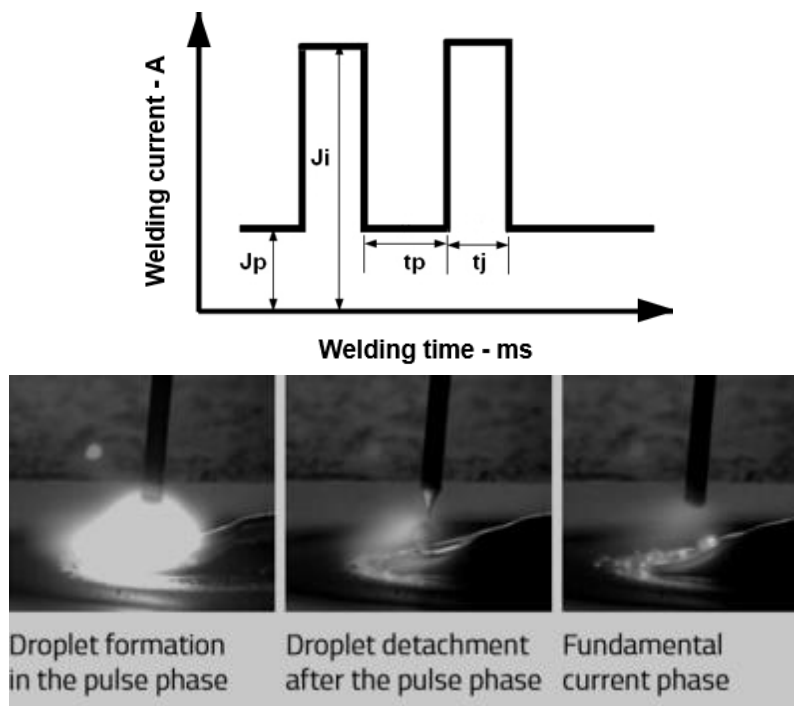 Welding current - A
Ji
Jp
tp
tj
Welding time - ms
Droplet formation
in the pulse phase
Droplet detachment
after the pulse phase
Fundamental
current phase